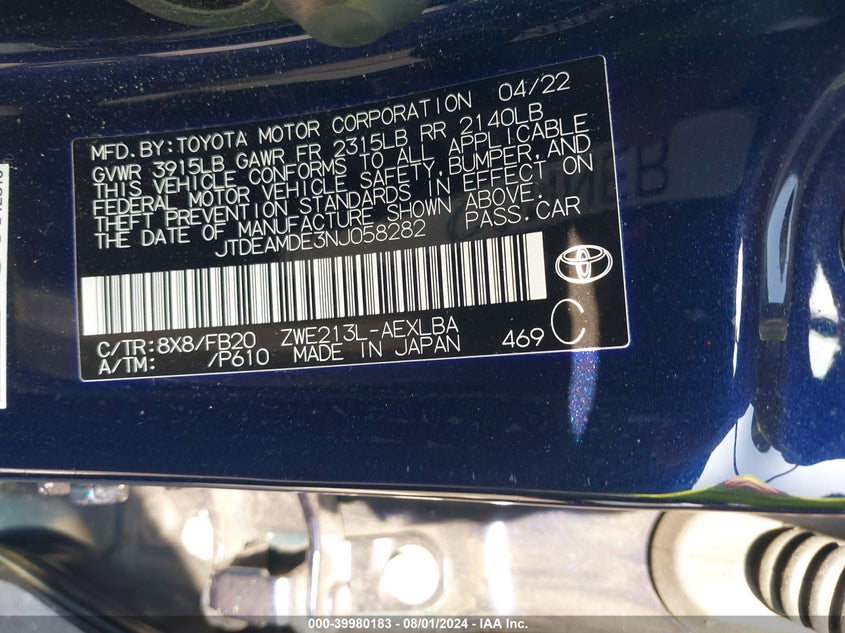 MFD.BY:TOYOTA MOTOR CORPORATION 04/22
GVWR 3915LB GAWR FR 2315LB RR 2140LB
THIS VEHICLE CONFORMS TO ALL APPLICABLE
FEDERAL MOTOR VEHICLE SAFETY,BUMPER,AND
THEFT PREVENTION STANDARDS IN EFFECT ON
THE DATE OF MANUFACTURE SHOWN ABOVE.
JTDEAMDE3NJ058282 PASS.CAR
C/TR:8X8/FB20 ZWE213L-AEXLBA
A/TM: /P610 MADE IN JAPAN 469 C
000-39980183 - 08/01/2024 - IAA Inc.